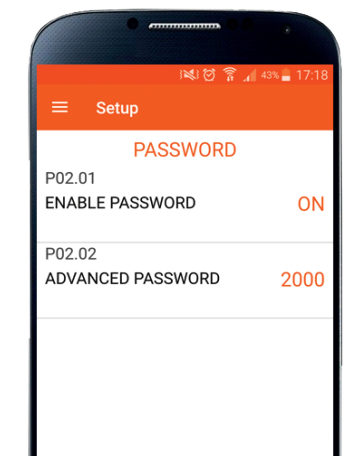 43% 17:18
Setup
PASSWORD
P02.01
ENABLE PASSWORD ON
P02.02
ADVANCED PASSWORD 2000